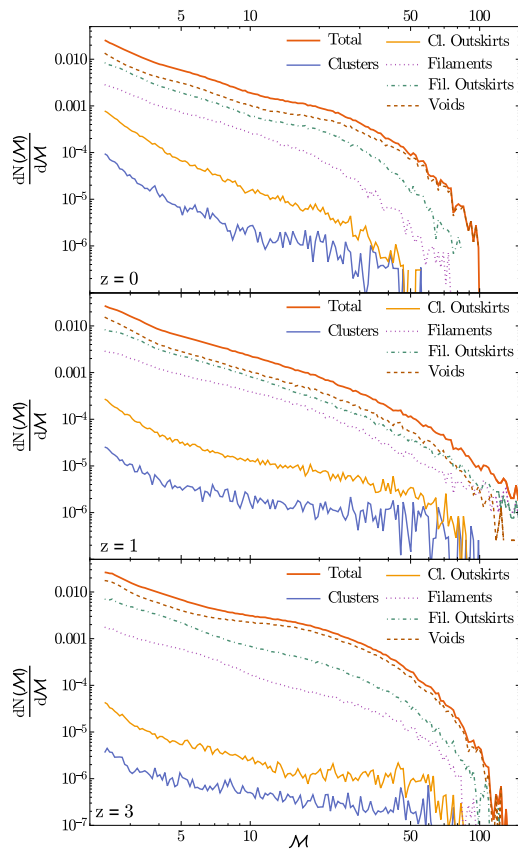 5 10 50 100
0.010
0.001
10⁻⁴
10⁻⁵
10⁻⁶
dN(ℳ)
dℳ
Total
Clusters
Cl. Outskirts
Filaments
Fil. Outskirts
Voids
z = 0
0.010
0.001
10⁻⁴
10⁻⁵
10⁻⁶
dN(ℳ)
dℳ
Total
Clusters
Cl. Outskirts
Filaments
Fil. Outskirts
Voids
z = 1
0.010
0.001
10⁻⁴
10⁻⁵
10⁻⁶
10⁻⁷
dN(ℳ)
dℳ
Total
Clusters
Cl. Outskirts
Filaments
Fil. Outskirts
Voids
z = 3
5 10 50 100
ℳ